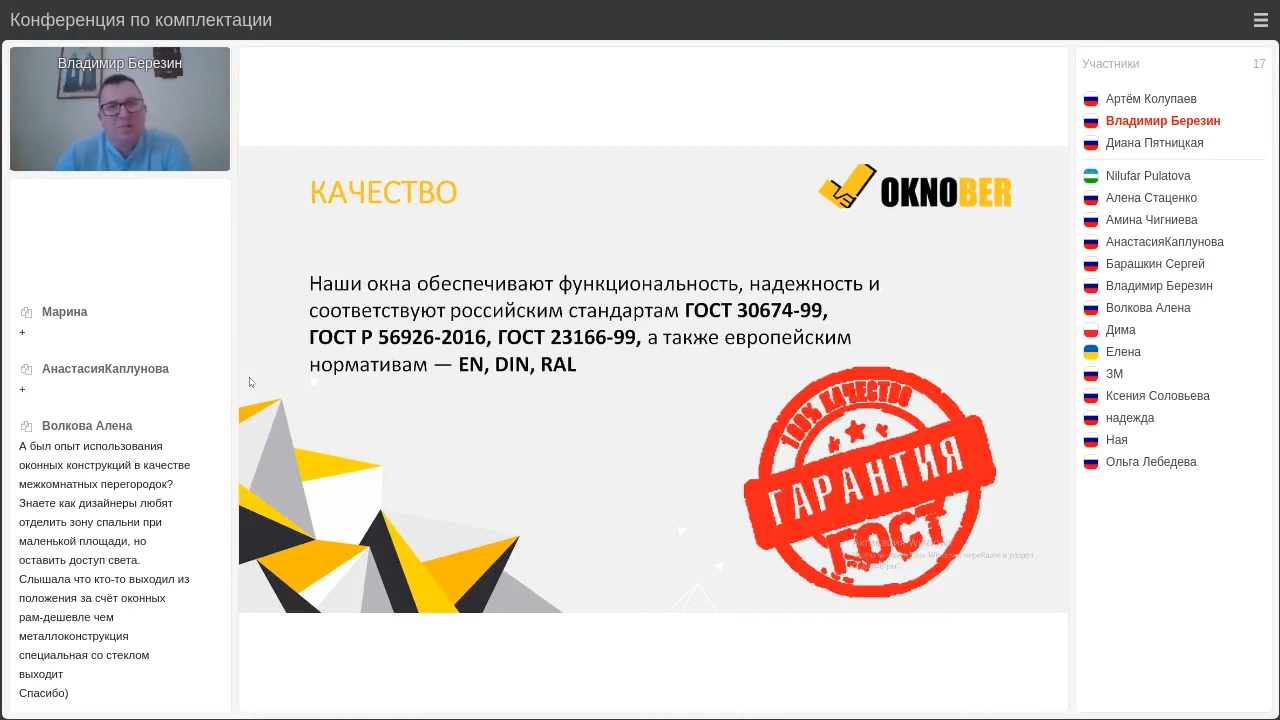 Конференция по комплектации
Владимир Березин
Марина
+
АнастасияКаплунова
+
Волкова Алена
А был опыт использования
оконных конструкций в качестве
межкомнатных перегородок?
Знаете как дизайнеры любят
отделить зону спальни при
маленькой площади, но
оставить доступ света.
Слышала что кто-то выходил из
положения за счёт оконных
рам-дешевле чем
металлоконструкция
специальная со стеклом
выходит
Спасибо)
КАЧЕСТВО
OKNOBER
Наши окна обеспечивают функциональность, надежность и
соответствуют российским стандартам ГОСТ 30674-99,
ГОСТ Р 56926-2016, ГОСТ 23166-99, а также европейским
нормативам — EN, DIN, RAL
100% КАЧЕСТВО
ГАРАНТИЯ
ГОСТ
Активация Windows
Windows, перейдите в раздел
Участники 17
Артём Колупаев
Владимир Березин
Диана Пятницкая
Nilufar Pulatova
Алена Стаценко
Амина Чигниева
АнастасияКаплунова
Барашкин Сергей
Владимир Березин
Волкова Алена
Дима
Елена
ЗМ
Ксения Соловьева
надежда
Ная
Ольга Лебедева